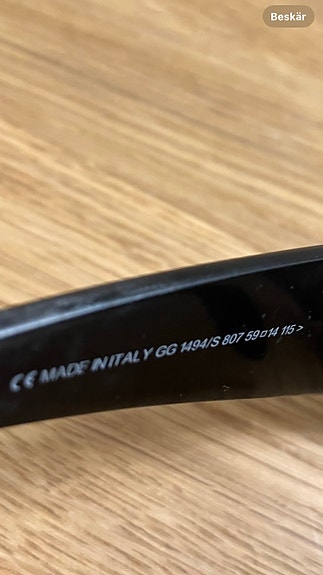 Beskär
CE MADE IN ITALY GG 1494/S 807 59□14 115>